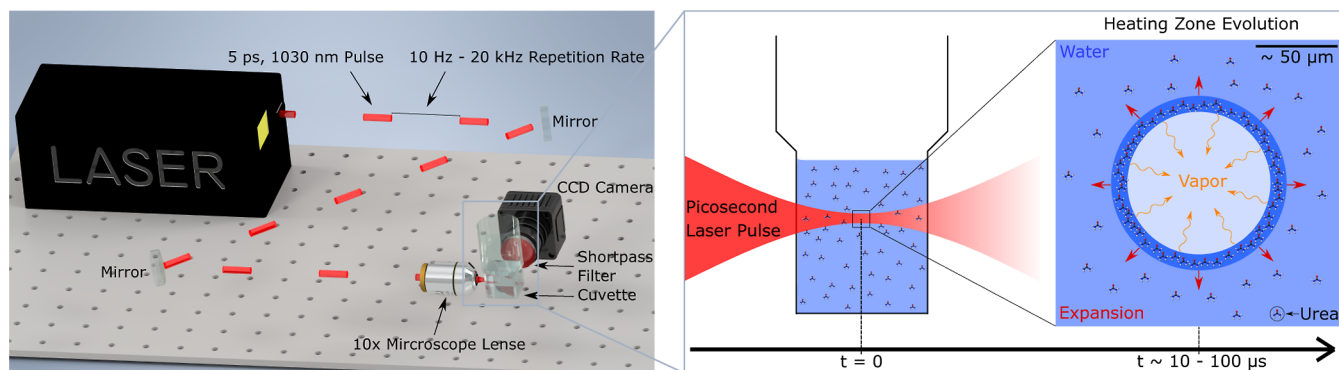 5 ps, 1030 nm Pulse
10 Hz - 20 kHz Repetition Rate
Mirror
LASER
CCD Camera
Mirror
Shortpass
Filter
Cuvette
10x Mircroscope Lense
Picosecond
Laser Pulse
t = 0
Heating Zone Evolution
Water
~ 50 µm
Vapor
Expansion
Urea
t ~ 10 - 100 µs